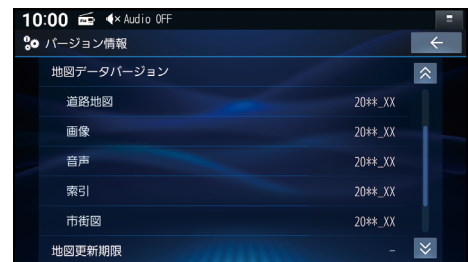 10:00 Audio OFF
バージョン情報
地図データバージョン
道路地図 20**_XX
画像 20**_XX
音声 20**_XX
索引 20**_XX
市街図 20**_XX
地図更新期限 –